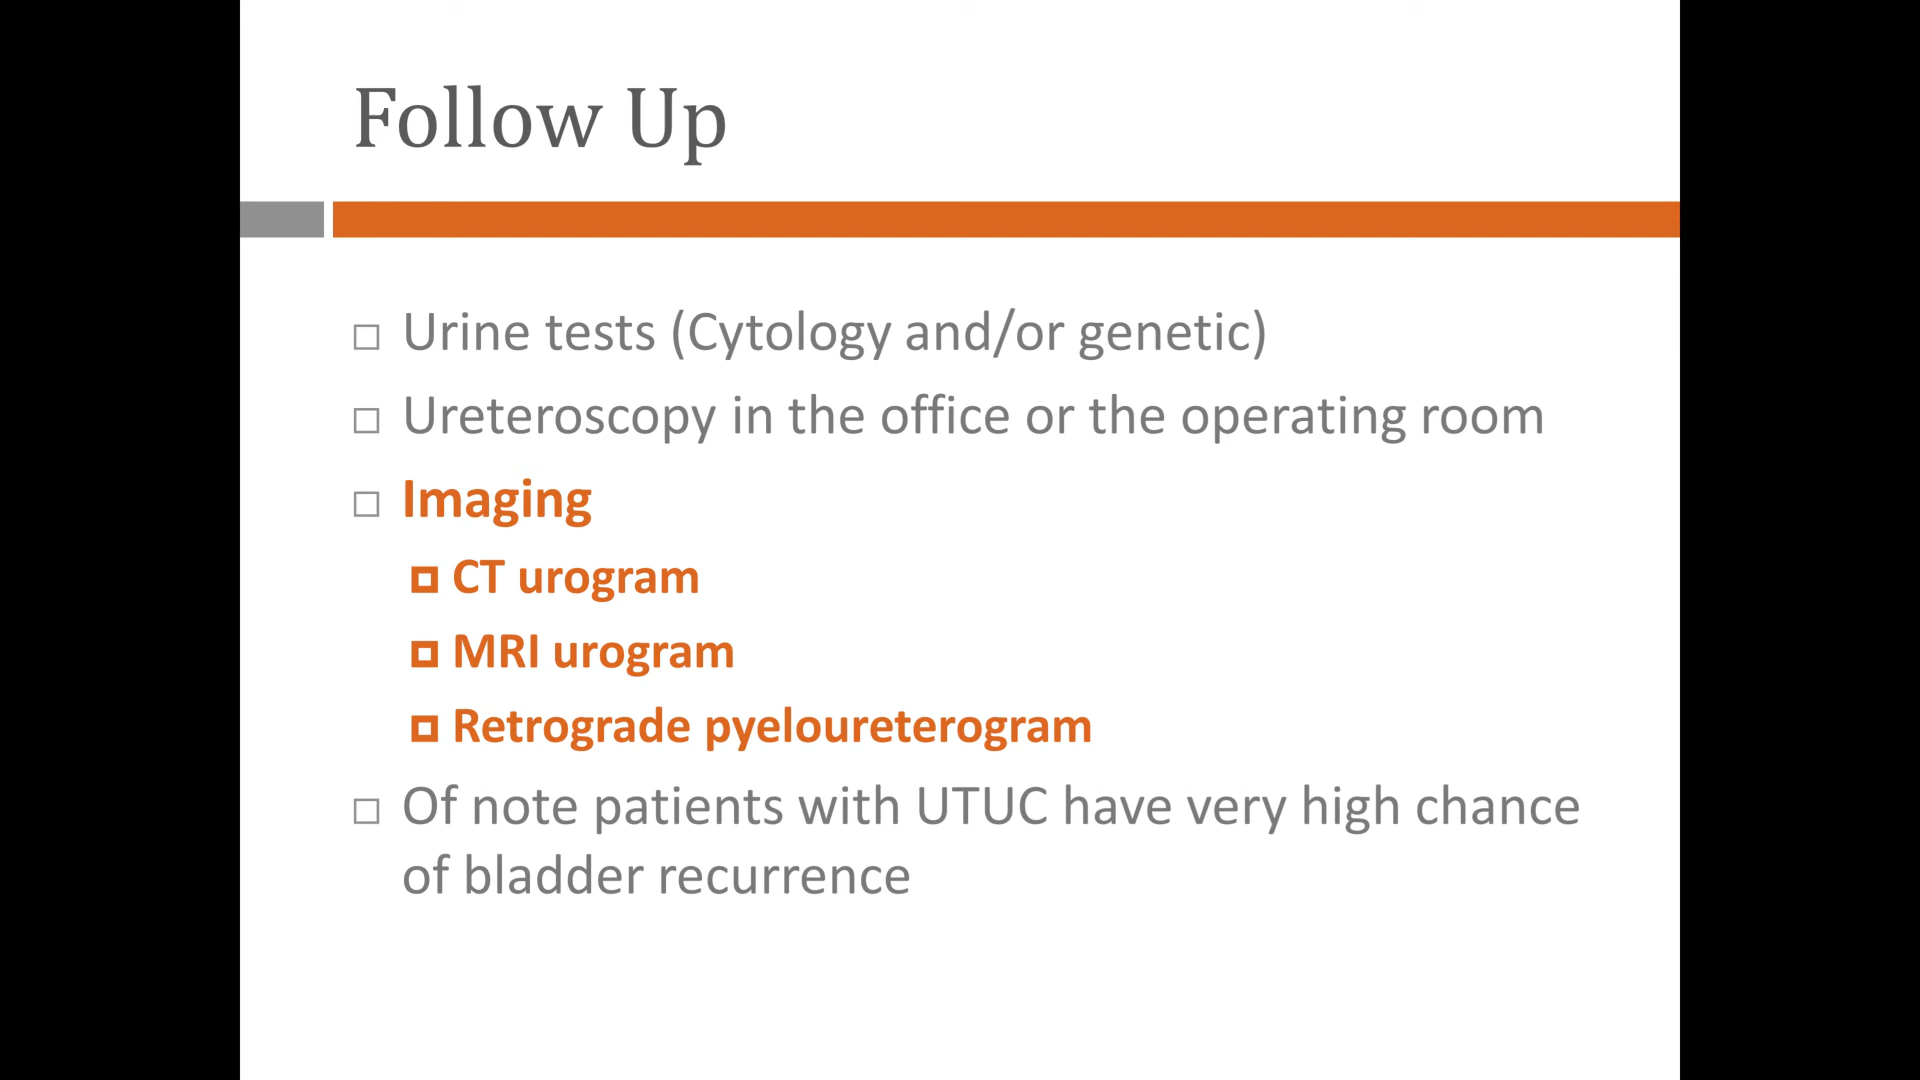 Follow Up
Urine tests (Cytology and/or genetic)
Ureteroscopy in the office or the operating room
Imaging
CT urogram
MRI urogram
Retrograde pyeloureterogram
Of note patients with UTUC have very high chance
of bladder recurrence